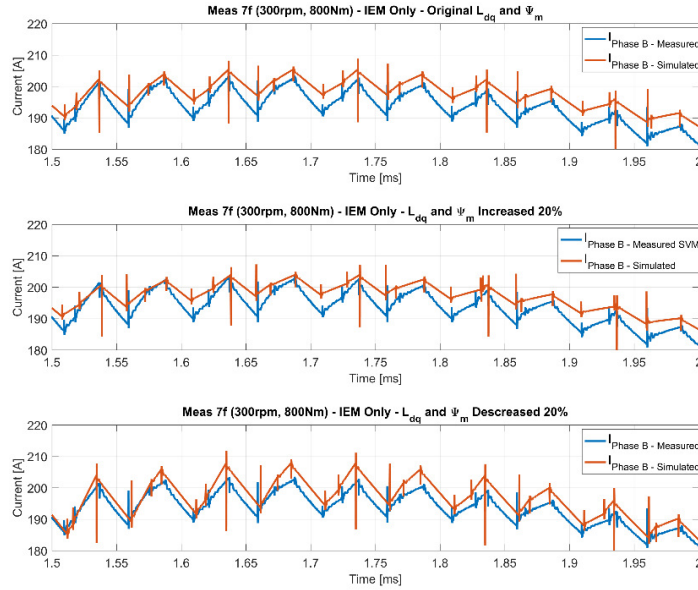 Meas 7f (300rpm, 800Nm) - IEM Only - Original L_dq and Ψ_m
220
210
200
190
180
Current [A]
I_Phase B - Measured
I_Phase B - Simulated
1.5 1.55 1.6 1.65 1.7 1.75 1.8 1.85 1.9 1.95 2
Time [ms]
Meas 7f (300rpm, 800Nm) - IEM Only - L_dq and Ψ_m Increased 20%
220
210
200
190
180
Current [A]
I_Phase B - Measured SVM
I_Phase B - Simulated
1.5 1.55 1.6 1.65 1.7 1.75 1.8 1.85 1.9 1.95 2
Time [ms]
Meas 7f (300rpm, 800Nm) - IEM Only - L_dq and Ψ_m Descreased 20%
220
210
200
190
180
Current [A]
I_Phase B - Measured
I_Phase B - Simulated
1.5 1.55 1.6 1.65 1.7 1.75 1.8 1.85 1.9 1.95 2
Time [ms]